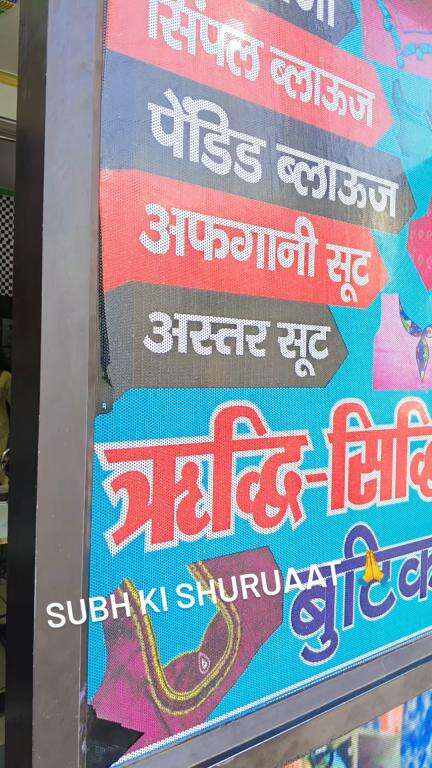 सिंपल ब्लाऊज
पेंडिड ब्लाऊज
अफगानी सूट
अस्तर सूट
ऋद्धि-सिद्धि
बुटिक
SUBH KI SHURUAAT 🙏